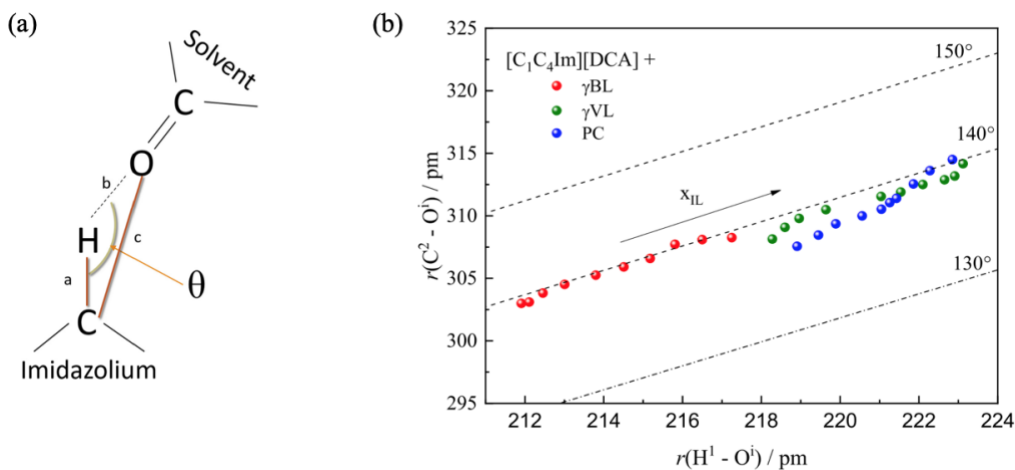 (a)
Solvent
C
O
b
H
c
a
θ
C
Imidazolium
(b)
325
320
315
310
305
300
295
r(C² - Oⁱ) / pm
[C₁C₄Im][DCA] +
γBL
γVL
PC
x_IL
150°
140°
130°
212
214
216
218
220
222
224
r(H¹ - Oⁱ) / pm